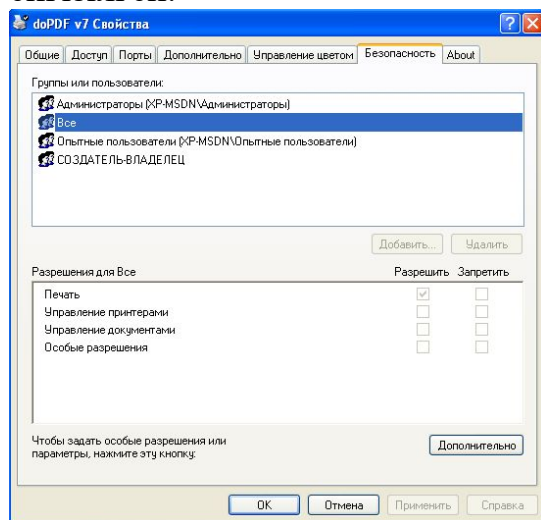 doPDF v7 Свойства
Общие Доступ Порты Дополнительно Управление цветом Безопасность About
Группы или пользователи:
Администраторы (XP-MSDN\Администраторы)
Все
Опытные пользователи (XP-MSDN\Опытные пользователи)
СОЗДАТЕЛЬ-ВЛАДЕЛЕЦ
Добавить... Удалить
Разрешения для Все Разрешить Запретить
Печать
Управление принтерами
Управление документами
Особые разрешения
Чтобы задать особые разрешения или
параметры, нажмите эту кнопку:
Дополнительно
OK Отмена Применить Справка